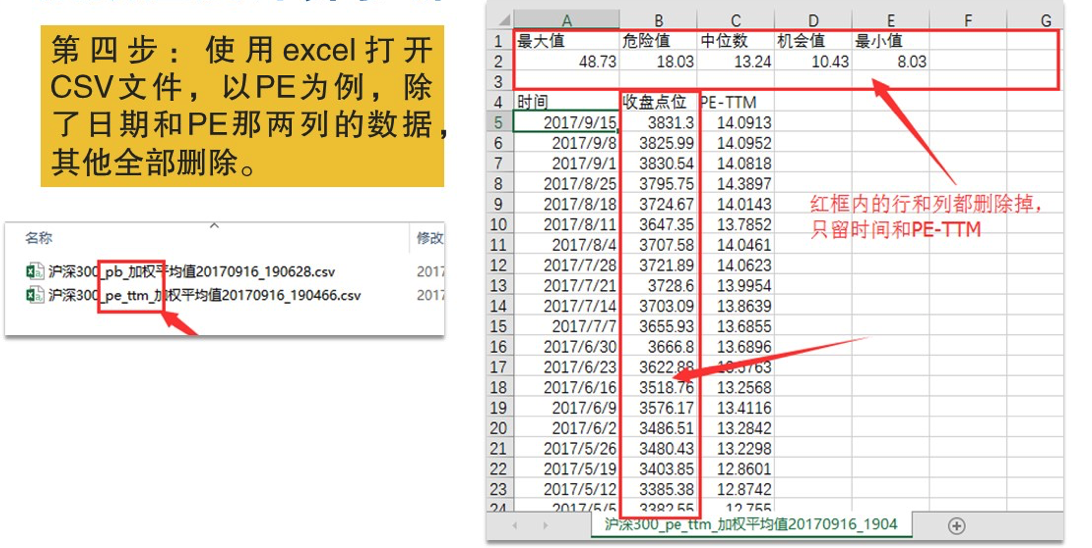 第四步：使用excel打开
CSV文件，以PE为例，除
了日期和PE那两列的数据，
其他全部删除。
名称 修改
沪深300_pb_加权平均值20170916_190628.csv 2017
沪深300_pe_ttm_加权平均值20170916_190466.csv 2017
A B C D E F G
1 最大值 危险值 中位数 机会值 最小值
2 48.73 18.03 13.24 10.43 8.03
3
4 时间 收盘点位 PE-TTM
5 2017/9/15 3831.3 14.0913
6 2017/9/8 3825.99 14.0952
7 2017/9/1 3830.54 14.0818
8 2017/8/25 3795.75 14.3897
9 2017/8/18 3724.67 14.0143
10 2017/8/11 3647.35 13.7852
11 2017/8/4 3707.58 14.0461
12 2017/7/28 3721.89 14.0623
13 2017/7/21 3728.6 13.9954
14 2017/7/14 3703.09 13.8639
15 2017/7/7 3655.93 13.6855
16 2017/6/30 3666.8 13.6896
17 2017/6/23 3622.88
18 2017/6/16 3518.76 13.2568
19 2017/6/9 3576.17 13.4116
20 2017/6/2 3486.51 13.2842
21 2017/5/26 3480.43 13.2298
22 2017/5/19 3403.85 12.8601
23 2017/5/12 3385.38 12.8742
24 2017/5/5 3382.55 12.755
红框内的行和列都删除掉，
只留时间和PE-TTM
沪深300_pe_ttm_加权平均值20170916_1904